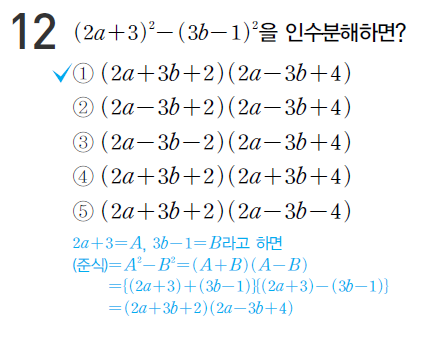 12 (2a+3)²-(3b-1)²을 인수분해하면?
✓① (2a+3b+2)(2a-3b+4)
② (2a-3b+2)(2a-3b+4)
③ (2a-3b-2)(2a-3b+4)
④ (2a+3b+2)(2a+3b+4)
⑤ (2a+3b+2)(2a-3b-4)
2a+3=A, 3b-1=B라고 하면
(준식)=A²-B²=(A+B)(A-B)
={(2a+3)+(3b-1)}{(2a+3)-(3b-1)}
=(2a+3b+2)(2a-3b+4)